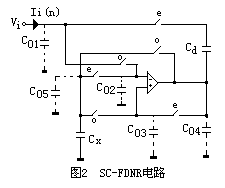 Vi Ii(n) e
C01 o Cd
e o
C05 C02
o e
Cx C03 C04
图2 SC-FDNR电路